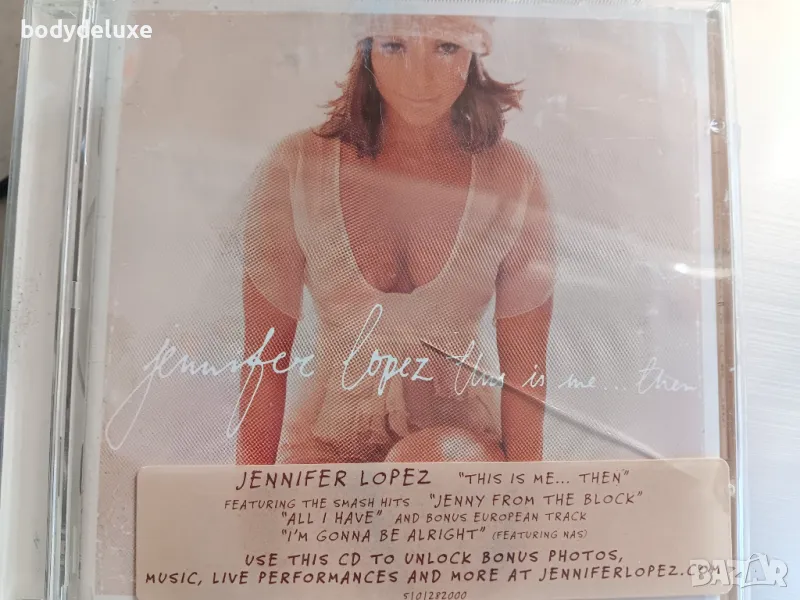 bodydeluxe
jennifer lopez this is me... then
JENNIFER LOPEZ "THIS IS ME... THEN"
FEATURING THE SMASH HITS "JENNY FROM THE BLOCK"
"ALL I HAVE" AND BONUS EUROPEAN TRACK
"I'M GONNA BE ALRIGHT" (FEATURING NAS)
USE THIS CD TO UNLOCK BONUS PHOTOS,
MUSIC, LIVE PERFORMANCES AND MORE AT JENNIFERLOPEZ.COM
5101282000
BAZAR